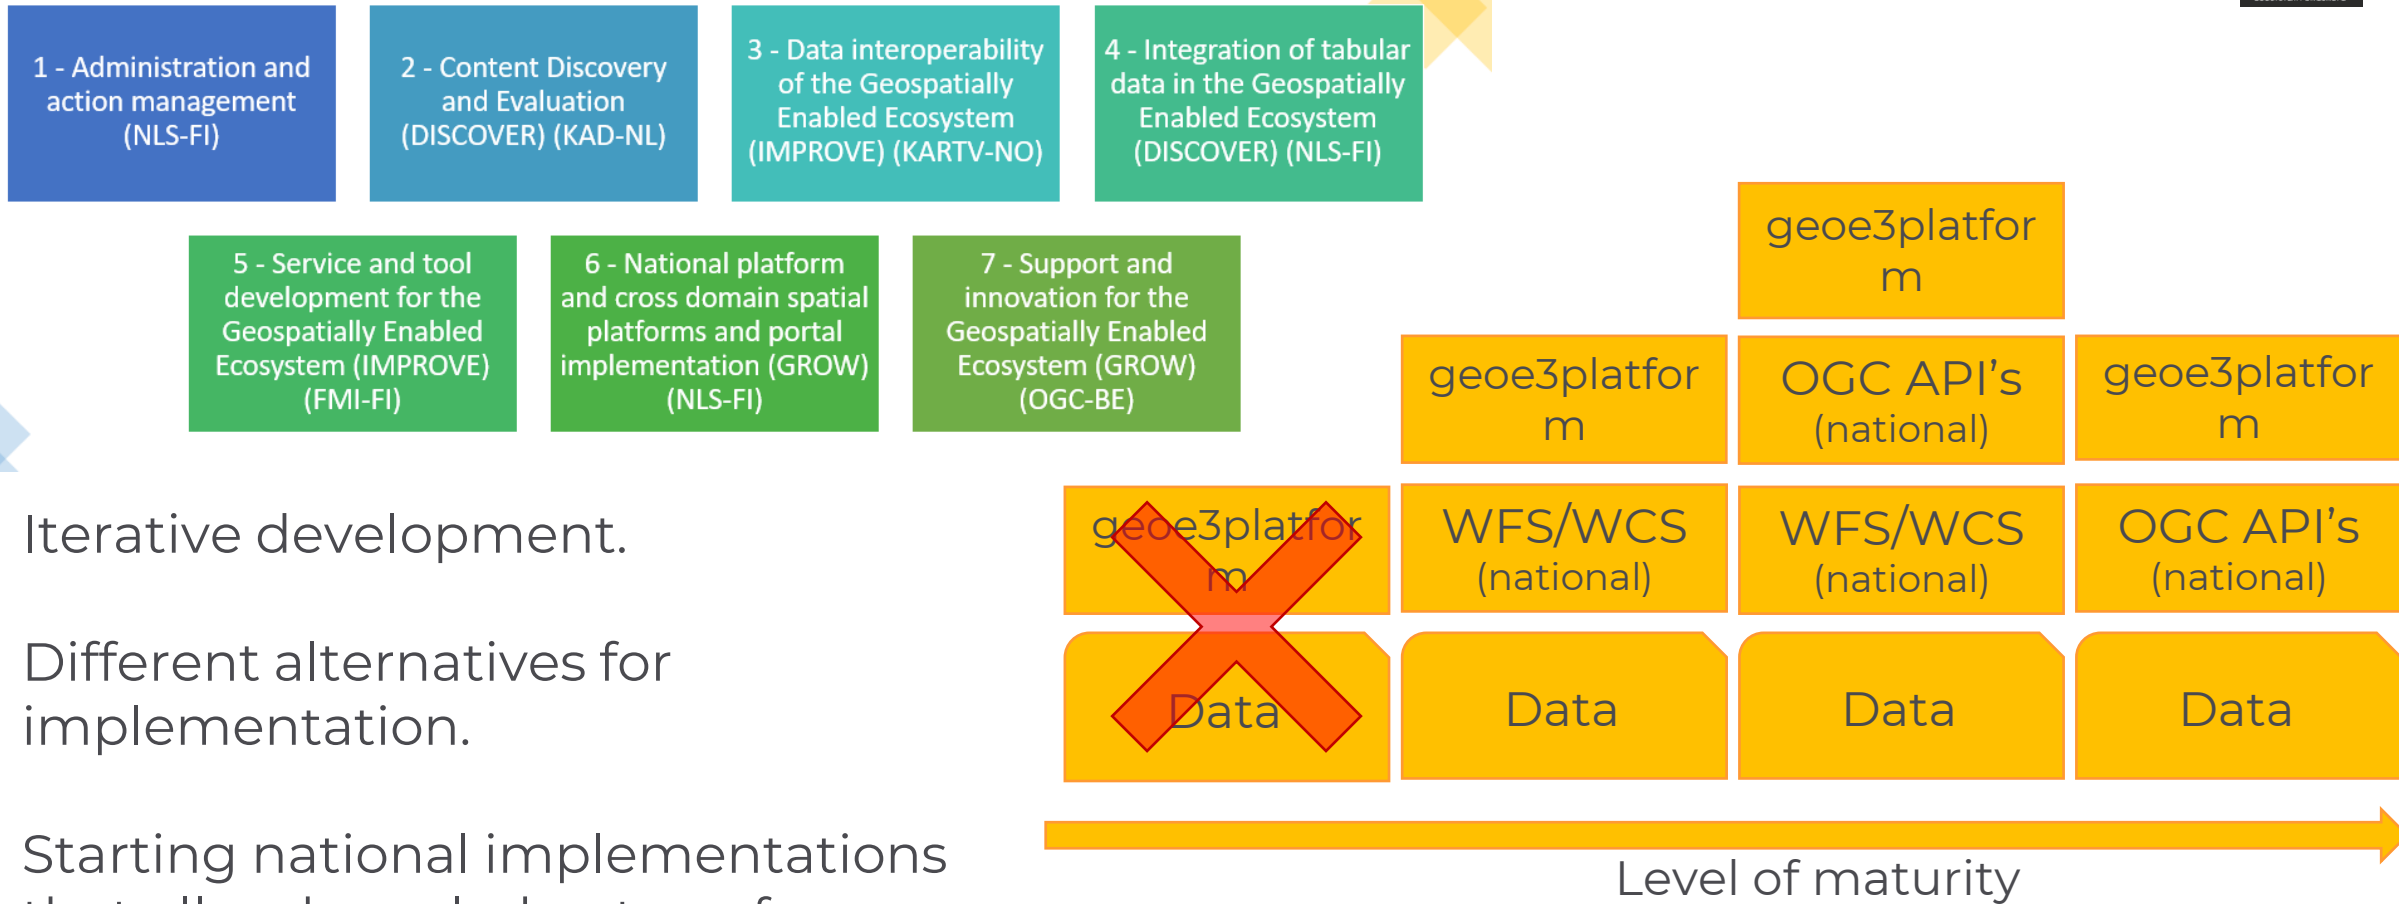 1 - Administration and
action management
(NLS-FI)
2 - Content Discovery
and Evaluation
(DISCOVER) (KAD-NL)
3 - Data interoperability
of the Geospatially
Enabled Ecosystem
(IMPROVE) (KARTV-NO)
4 - Integration of tabular
data in the Geospatially
Enabled Ecosystem
(DISCOVER) (NLS-FI)
5 - Service and tool
development for the
Geospatially Enabled
Ecosystem (IMPROVE)
(FMI-FI)
6 - National platform
and cross domain spatial
platforms and portal
implementation (GROW)
(NLS-FI)
7 - Support and
innovation for the
Geospatially Enabled
Ecosystem (GROW)
(OGC-BE)
Iterative development.
Different alternatives for
implementation.
Starting national implementations
geoe3platfor
m
Data
geoe3platfor
m
WFS/WCS
(national)
Data
geoe3platfor
m
OGC API's
(national)
WFS/WCS
(national)
Data
geoe3platfor
m
OGC API's
(national)
Data
Level of maturity